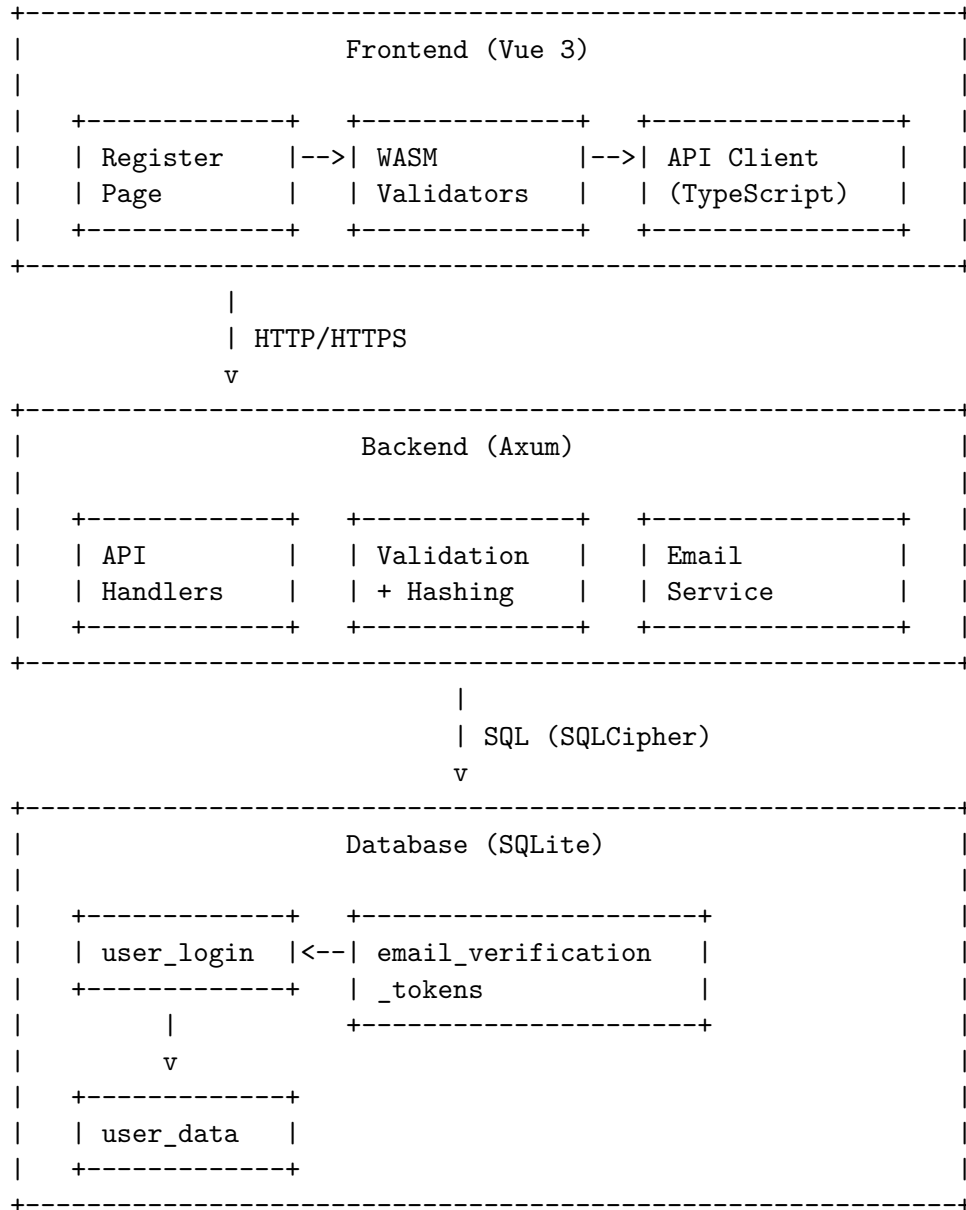 Frontend (Vue 3)
Register --> WASM --> API Client
Page Validators (TypeScript)
HTTP/HTTPS
v
Backend (Axum)
API Validation Email
Handlers + Hashing Service
SQL (SQLCipher)
v
Database (SQLite)
user_login <-- email_verification
_tokens
v
user_data